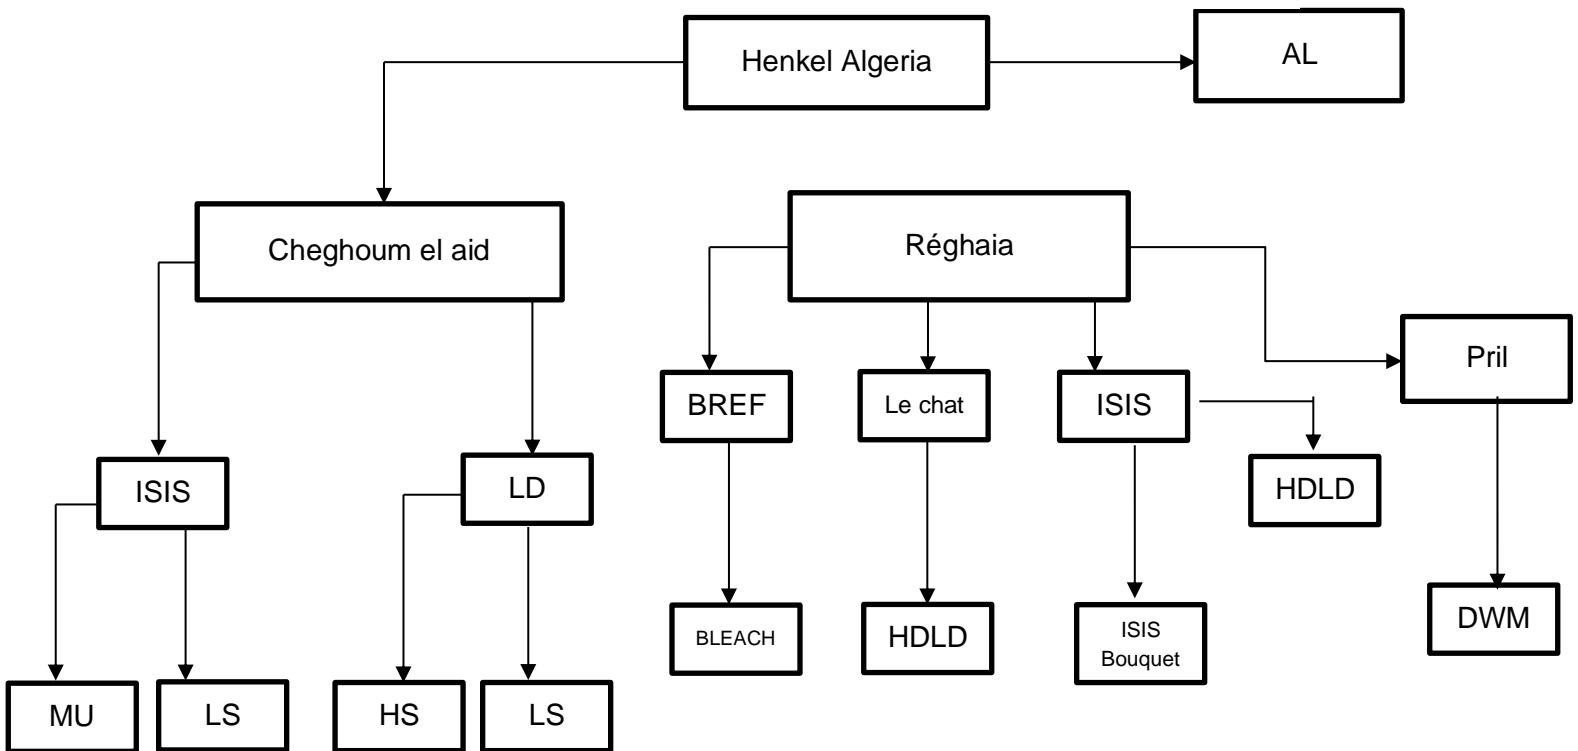 Henkel Algeria
AL
Cheghoum el aid
Réghaia
Pril
BREF
Le chat
ISIS
ISIS
LD
HDLD
BLEACH
HDLD
ISIS
Bouquet
DWM
MU
LS
HS
LS